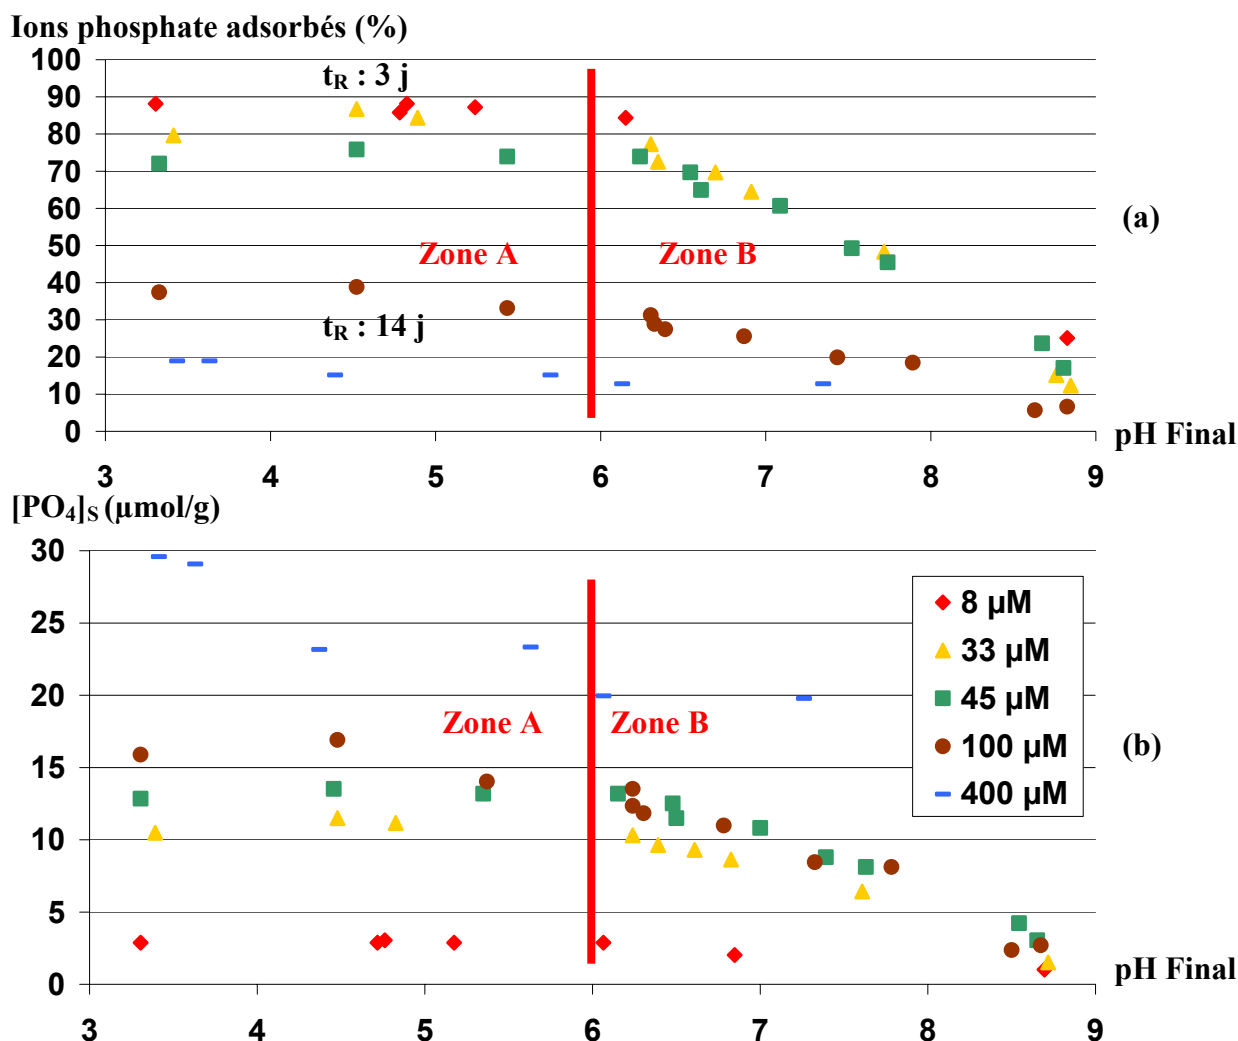 Ions phosphate adsorbés (%)
100
90
80
70
60
50
40
30
20
10
0
tR : 3 j
Zone A
Zone B
tR : 14 j
(a)
pH Final
3 4 5 6 7 8 9
[PO4]S (µmol/g)
30
25
20
15
10
5
0
Zone A
Zone B
8 µM
33 µM
45 µM
100 µM
400 µM
(b)
pH Final
3 4 5 6 7 8 9